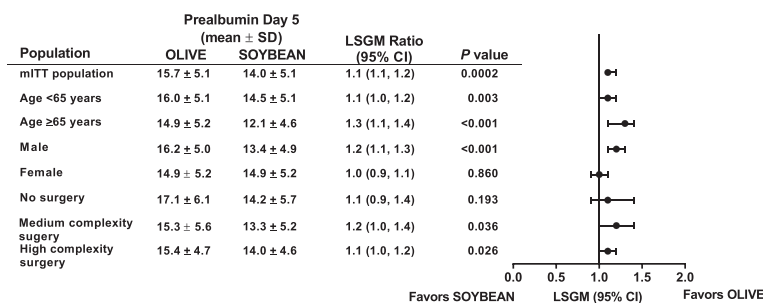 Prealbumin Day 5
(mean ± SD)
LSGM Ratio
(95% CI)
Population OLIVE SOYBEAN P value
mITT population 15.7 ± 5.1 14.0 ± 5.1 1.1 (1.1, 1.2) 0.0002
Age <65 years 16.0 ± 5.1 14.5 ± 5.1 1.1 (1.0, 1.2) 0.003
Age ≥65 years 14.9 ± 5.2 12.1 ± 4.6 1.3 (1.1, 1.4) <0.001
Male 16.2 ± 5.0 13.4 ± 4.9 1.2 (1.1, 1.3) <0.001
Female 14.9 ± 5.2 14.9 ± 5.2 1.0 (0.9, 1.1) 0.860
No surgery 17.1 ± 6.1 14.2 ± 5.7 1.1 (0.9, 1.4) 0.193
Medium complexity
sugery 15.3 ± 5.6 13.3 ± 5.2 1.2 (1.0, 1.4) 0.036
High complexity
surgery 15.4 ± 4.7 14.0 ± 4.6 1.1 (1.0, 1.2) 0.026
0.0 0.5 1.0 1.5 2.0
Favors SOYBEAN LSGM (95% CI) Favors OLIVE